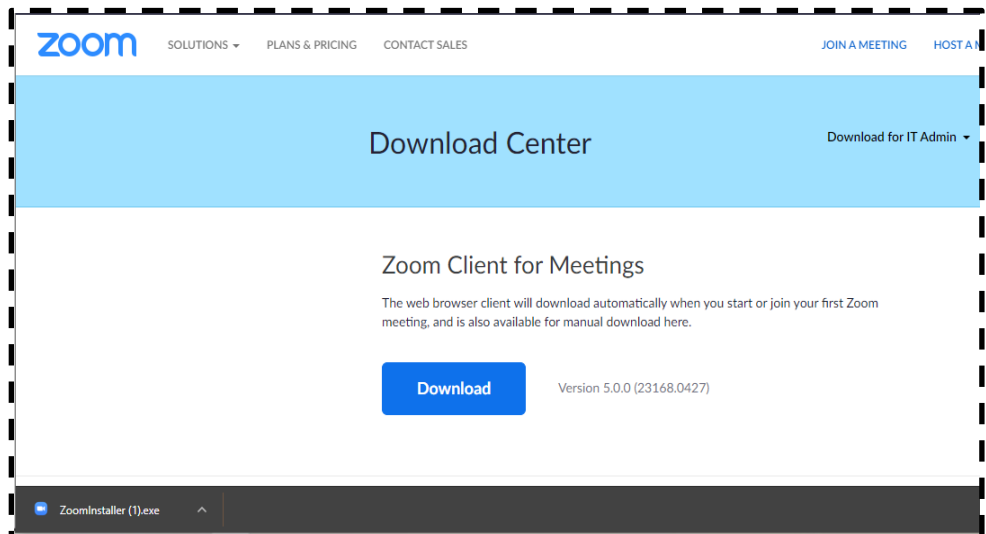 zoom
SOLUTIONS
PLANS & PRICING
CONTACT SALES
JOIN A MEETING
HOST A
Download Center
Download for IT Admin
Zoom Client for Meetings
The web browser client will download automatically when you start or join your first Zoom
meeting, and is also available for manual download here.
Download
Version 5.0.0 (23168.0427)
ZoomInstaller (1).exe